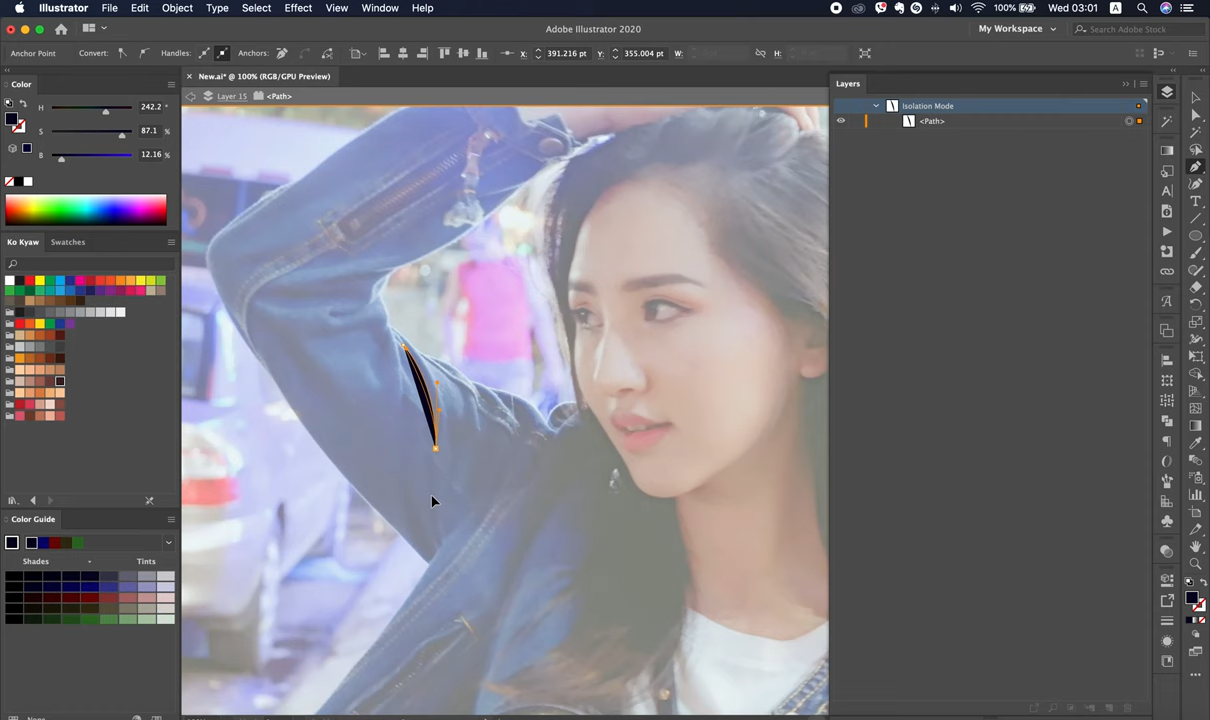 Illustrator File Edit Object Type Select Effect View Window Help 100% Wed 03:01 A
Adobe Illustrator 2020 My Workspace Search Adobe Stock
Anchor Point Convert: Handles: Anchors: X: 391.216 pt Y: 355.004 pt W: H:
Color
New.ai* @ 100% (RGB/GPU Preview)
Layers
Layer 15 <Path>
H 242.2 °
S 87.1 %
B 12.16 %
Isolation Mode
<Path>
Ko Kyaw Swatches
Color Guide
Shades Tints
None